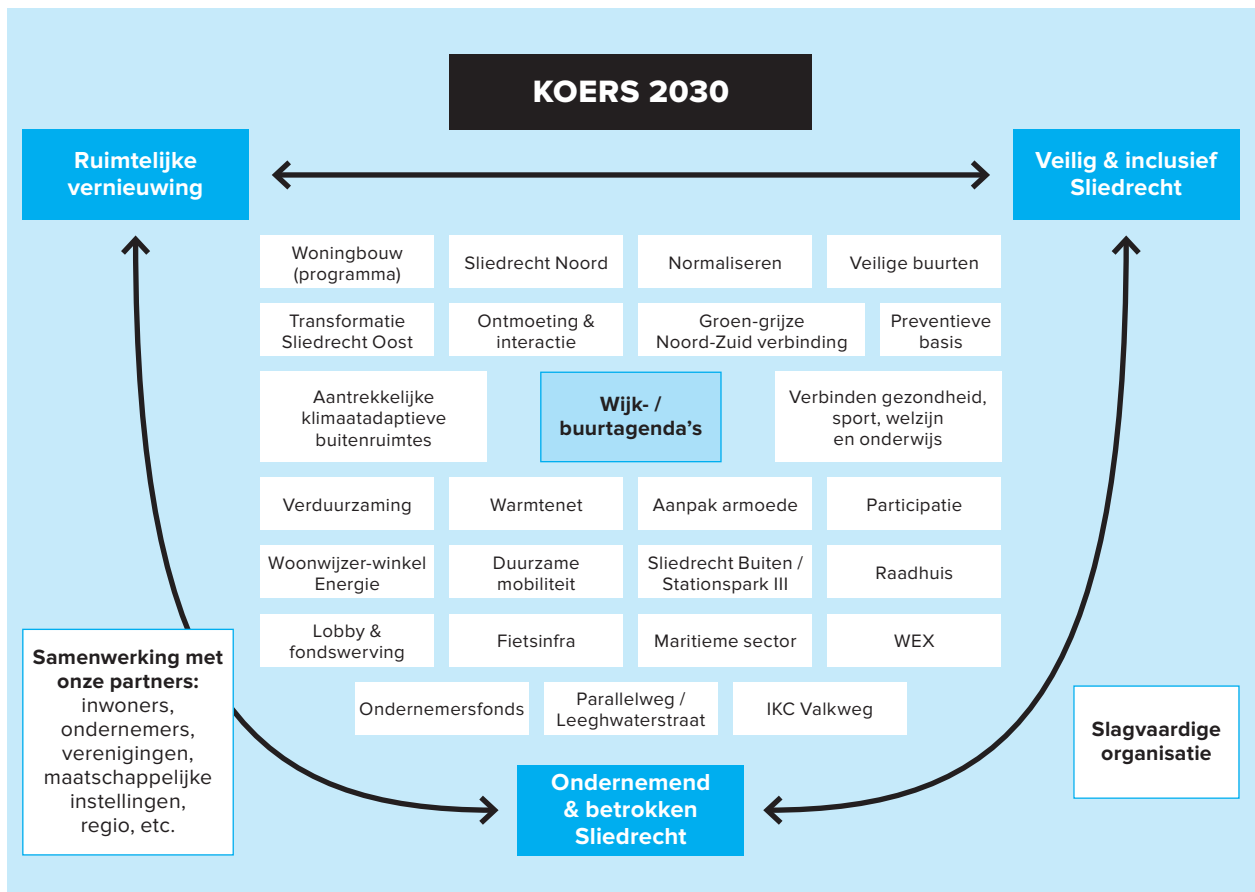 KOERS 2030
Ruimtelijke
vernieuwing
Veilig & inclusief
Sliedrecht
Woningbouw
(programma)
Sliedrecht Noord
Normaliseren
Veilige buurten
Transformatie
Sliedrecht Oost
Ontmoeting &
interactie
Groen-grijze
Noord-Zuid verbinding
Preventieve
basis
Aantrekkelijke
klimaatadaptieve
buitenruimtes
Wijk- /
buurtagenda’s
Verbinden gezondheid,
sport, welzijn
en onderwijs
Verduurzaming
Warmtenet
Aanpak armoede
Participatie
Woonwijzer-winkel
Energie
Duurzame
mobiliteit
Sliedrecht Buiten /
Stationspark III
Raadhuis
Lobby &
fondswerving
Fietsinfra
Maritieme sector
WEX
Ondernemersfonds
Parallelweg /
Leeghwaterstraat
IKC Valkweg
Samenwerking met
onze partners:
inwoners,
ondernemers,
verenigingen,
maatschappelijke
instellingen,
regio, etc.
Ondernemend
& betrokken
Sliedrecht
Slagvaardige
organisatie